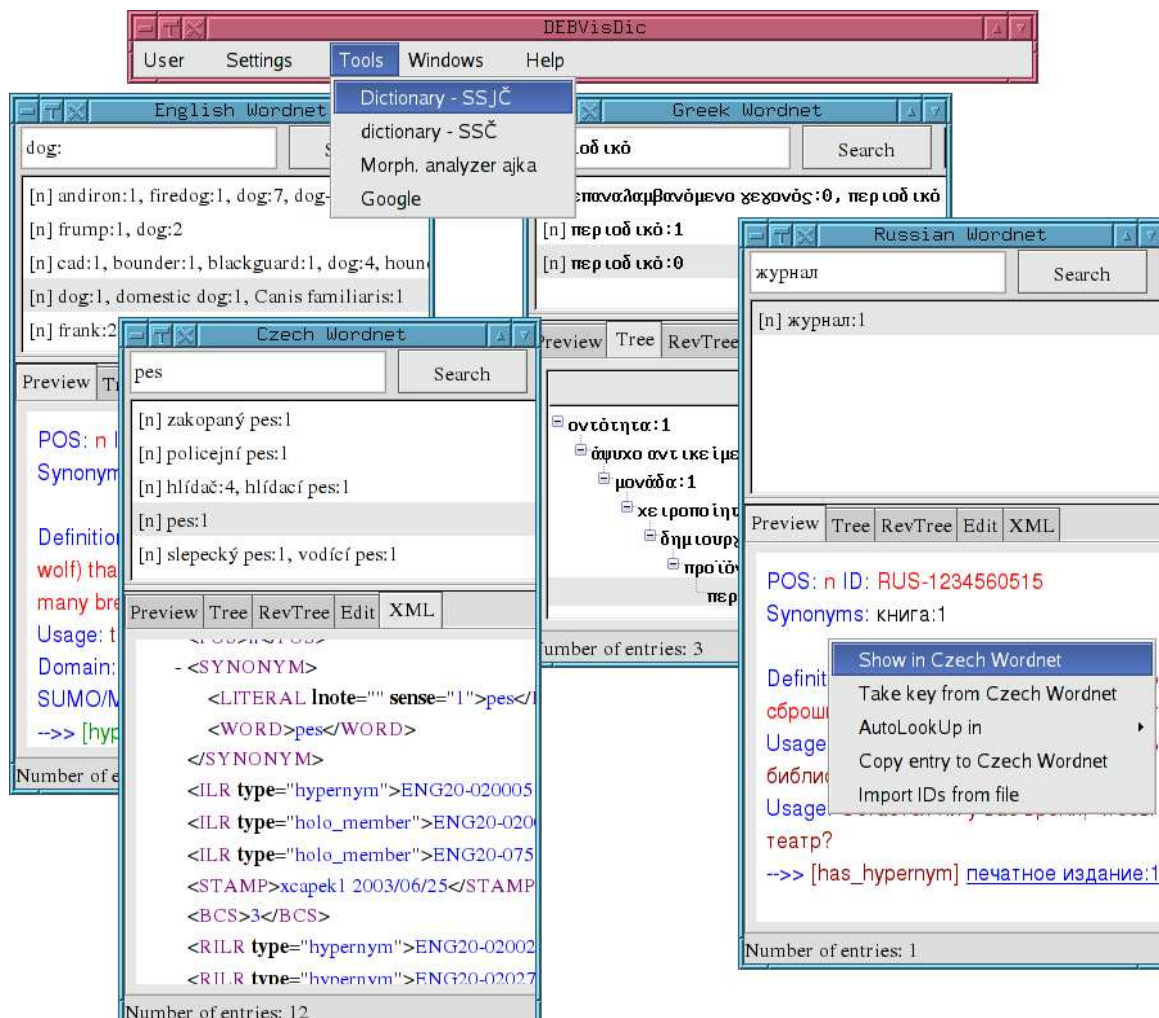 DEBVisDic
User Settings Tools Windows Help
Dictionary - SSJČ
dictionary - SSČ
Morph. analyzer ajka
Google
English Wordnet
dog:
[n] andiron:1, firedog:1, dog:7, dog-
[n] frump:1, dog:2
[n] cad:1, bounder:1, blackguard:1, dog:4, houn
[n] dog:1, domestic dog:1, Canis familiaris:1
[n] frank:2
Preview
POS: n
Synonym
Definition
wolf) tha
many bre
Usage: t
Domain:
SUMO/M
-->> [hyp
Number of e
Greek Wordnet
Search
επαναλαμβανόμενο γεγονός:0, περιοδικό
[n] περιοδικό:1
[n] περιοδικό:0
Preview Tree RevTree
οντότητα:1
άψυχο αντικείμε
μονάδα:1
χειροποίητ
δημιουργ
προϊόν
περ
umber of entries: 3
Czech Wordnet
pes Search
[n] zakopaný pes:1
[n] policejní pes:1
[n] hlídač:4, hlídací pes:1
[n] pes:1
[n] slepecký pes:1, vodící pes:1
Preview Tree RevTree Edit XML
- <SYNONYM>
<LITERAL lnote="" sense="1">pes</
<WORD>pes</WORD>
</SYNONYM>
<ILR type="hypernym">ENG20-020005
<ILR type="holo_member">ENG20-020
<ILR type="holo_member">ENG20-075
<STAMP>xcapek1 2003/06/25</STAMP
<BCS>3</BCS>
<RILR type="hypernym">ENG20-02002
<RILR type="hypernym">ENG20-02027
Number of entries: 12
Russian Wordnet
журнал Search
[n] журнал:1
Preview Tree RevTree Edit XML
POS: n ID: RUS-1234560515
Synonyms: книга:1
Definit
сброш
Usage
библис
Usage:
театр?
-->> [has_hypernym] печатное издание:1
Show in Czech Wordnet
Take key from Czech Wordnet
AutoLookUp in
Copy entry to Czech Wordnet
Import IDs from file
Number of entries: 1